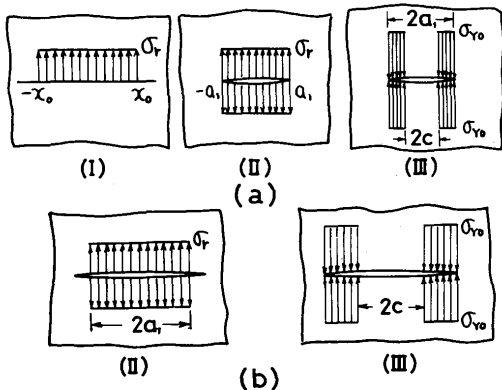 σr
-x₀ x₀
(I)
σr
-a₁ a₁
(II)
2a₁
σY0
2c
σY0
(III)
(a)
σr
2a₁
(II)
σY0
2c
σY0
(III)
(b)